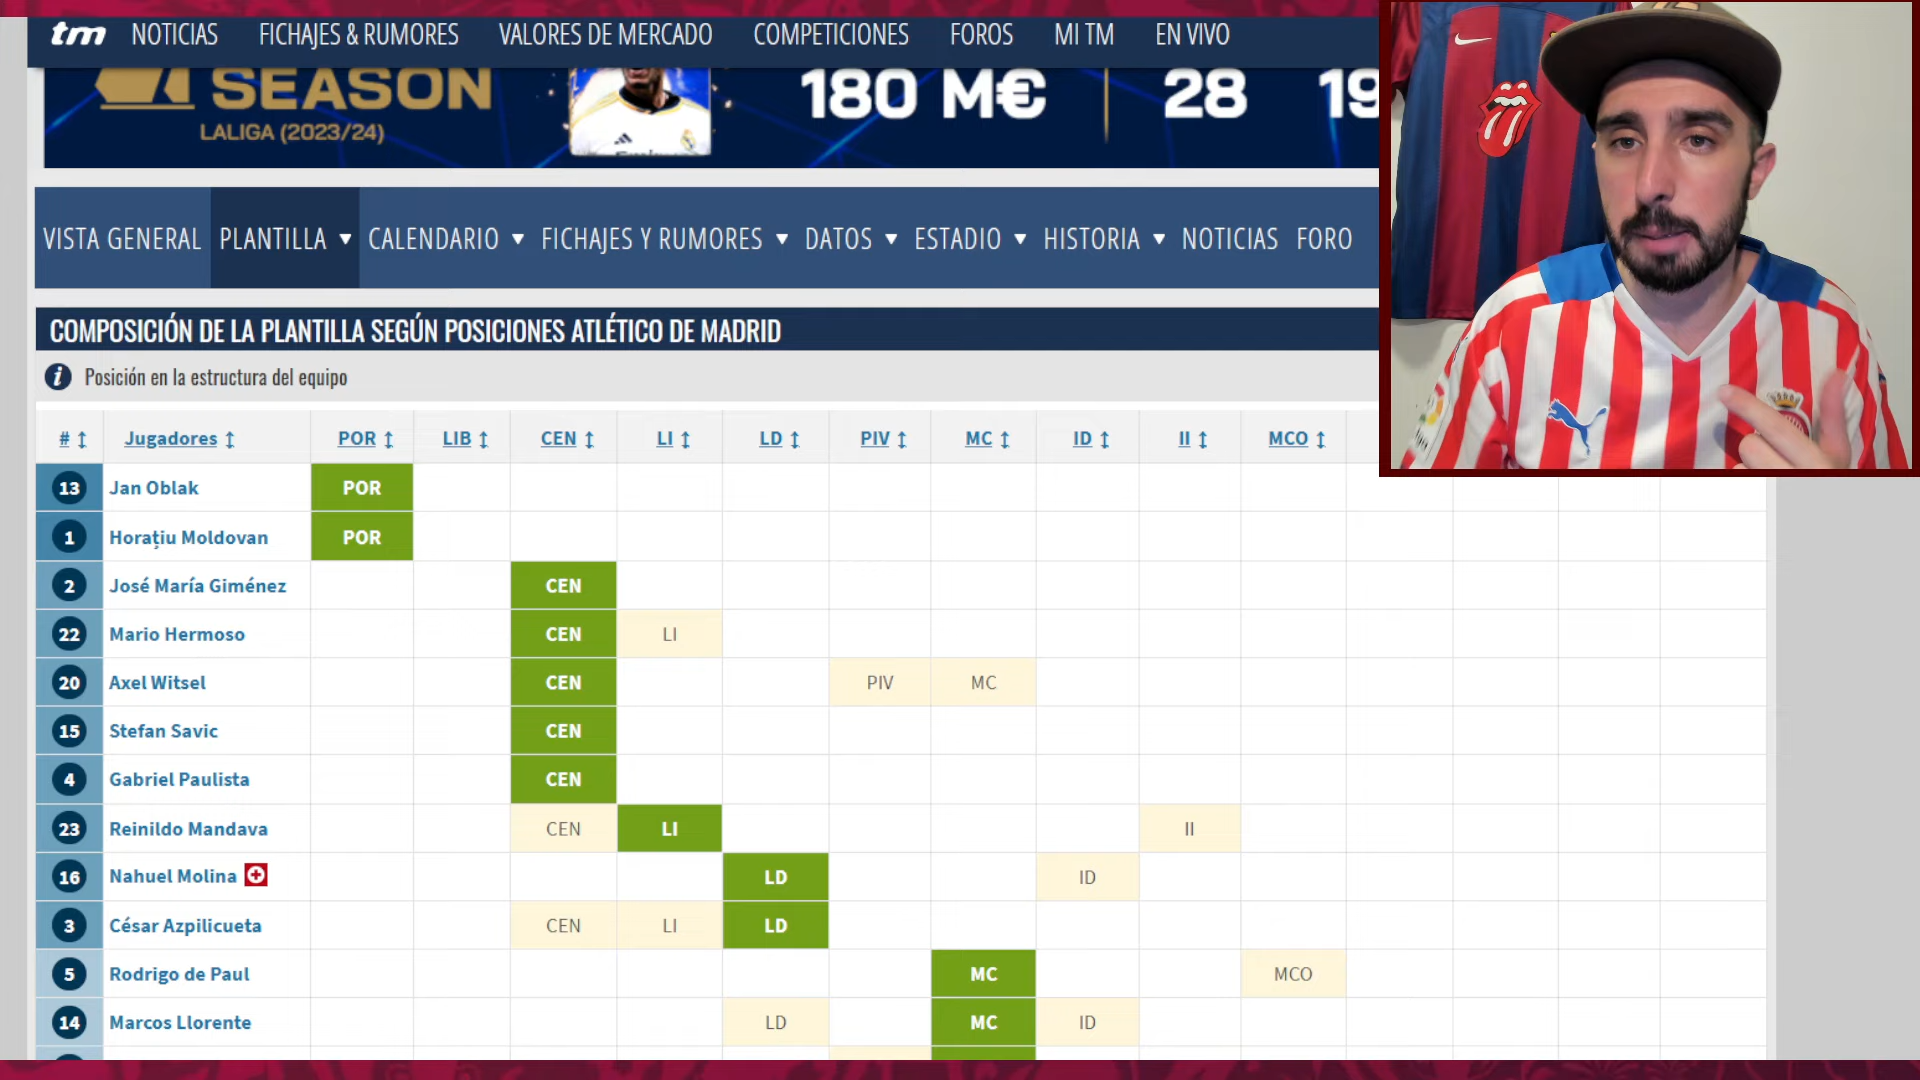 tm NOTICIAS FICHAJES & RUMORES VALORES DE MERCADO COMPETICIONES FOROS MI TM EN VIVO
SEASON
LALIGA (2023/24)
180 M€ 28 19
VISTA GENERAL PLANTILLA CALENDARIO FICHAJES Y RUMORES DATOS ESTADIO HISTORIA NOTICIAS FORO
COMPOSICIÓN DE LA PLANTILLA SEGÚN POSICIONES ATLÉTICO DE MADRID
i Posición en la estructura del equipo
# Jugadores POR LIB CEN LI LD PIV MC ID II MCO
13 Jan Oblak POR
1 Horațiu Moldovan POR
2 José María Giménez CEN
22 Mario Hermoso CEN LI
20 Axel Witsel CEN PIV MC
15 Stefan Savic CEN
4 Gabriel Paulista CEN
23 Reinildo Mandava CEN LI II
16 Nahuel Molina LD ID
3 César Azpilicueta CEN LI LD
5 Rodrigo de Paul MC MCO
14 Marcos Llorente LD MC ID